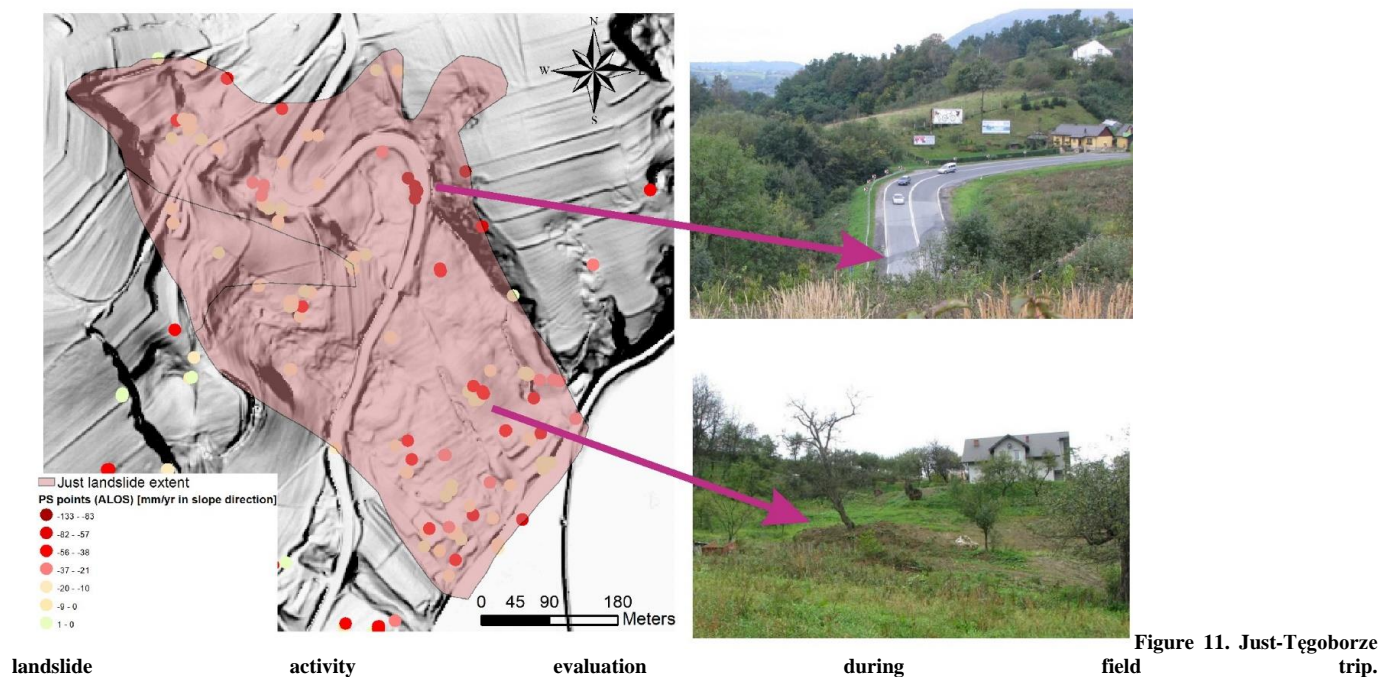 N
W
E
S
Just landslide extent
PS points (ALOS) [mm/yr in slope direction]
-133 - -83
-82 - -57
-56 - -38
-37 - -21
-20 - -10
-9 - 0
1 - 0
0 45 90 180
Meters
Figure 11. Just-Tęgoborze
landslide activity evaluation during field trip.